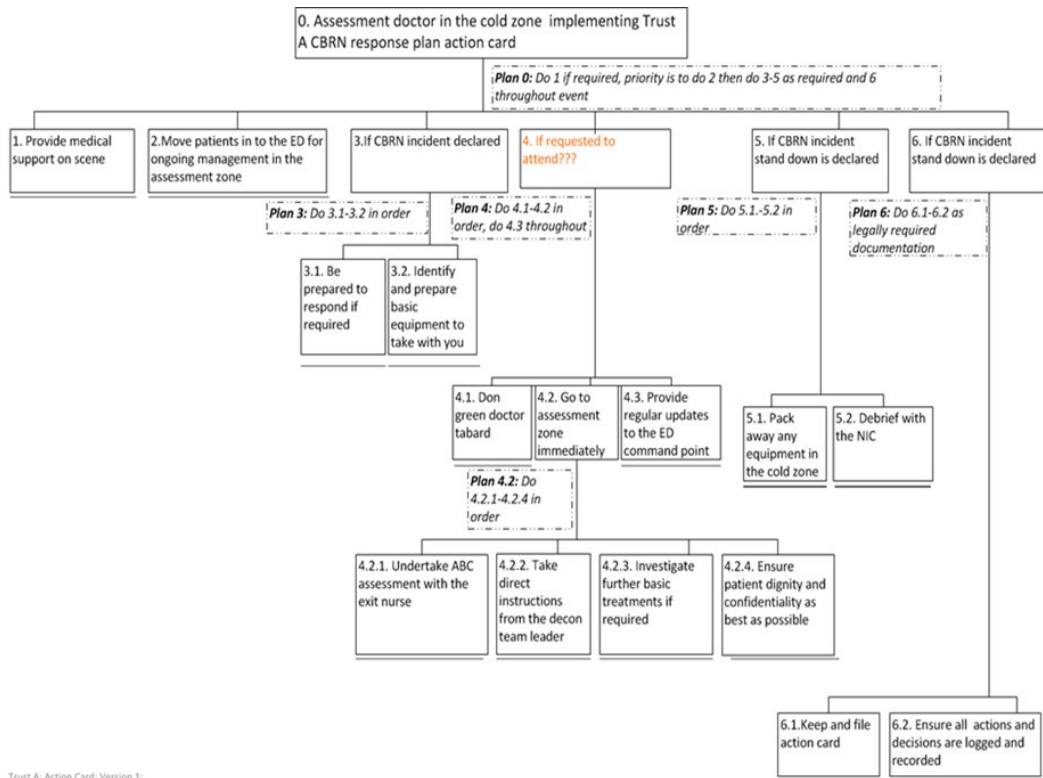 0. Assessment doctor in the cold zone implementing Trust
A CBRN response plan action card
Plan 0: Do 1 if required, priority is to do 2 then do 3-5 as required and 6
throughout event
1. Provide medical
support on scene
2.Move patients in to the ED for
ongoing management in the
assessment zone
3.If CBRN incident
declared
4. If requested to
attend???
5. If CBRN incident
stand down is
declared
6. If CBRN incident
stand down is
declared
Plan 3: Do 3.1-3.2 in order
Plan 4: Do 4.1-4.2 in
order, do 4.3 throughout
Plan 5: Do 5.1.-5.2 in
order
Plan 6: Do 6.1-6.2 as
legally required
documentation
3.1. Be
prepared to
respond if
required
3.2. Identify
and prepare
basic
equipment to
take with you
4.1. Don
green doctor
tabard
4.2. Go to
assessment
zone
immediately
4.3. Provide
regular updates
to the ED
command point
5.1. Pack
away any
equipment in
the cold zone
5.2. Debrief with
the NIC
Plan 4.2: Do
4.2.1-4.2.4 in
order
4.2.1. Undertake ABC
assessment with the
exit nurse
4.2.2. Take
direct
instructions
from the decon
team leader
4.2.3. Investigate
further basic
treatments if
required
4.2.4. Ensure
patient dignity and
confidentiality as
best as possible
6.1.Keep and file
action card
6.2. Ensure all actions and
decisions are logged and
recorded
Trust A: Action Card: Version 1: